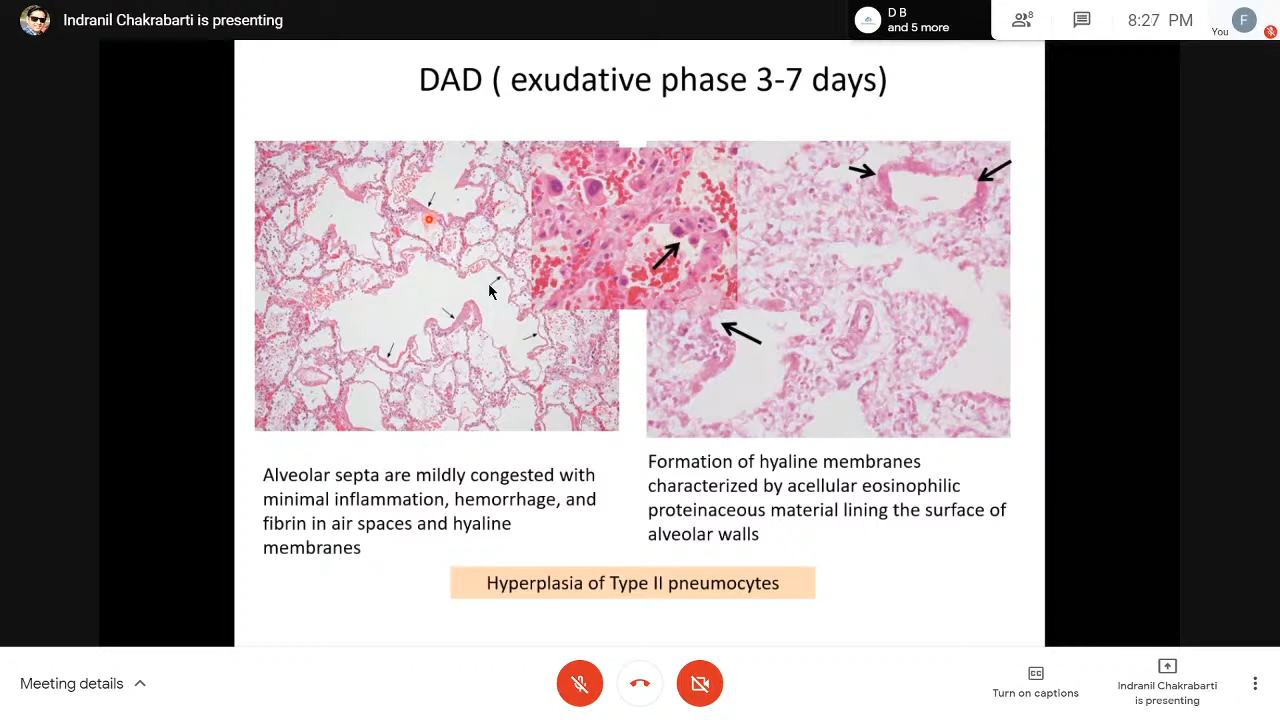 Indranil Chakrabarti is presenting
D B
and 5 more
8
8:27 PM
You
F
DAD ( exudative phase 3-7 days)
Alveolar septa are mildly congested with
minimal inflammation, hemorrhage, and
fibrin in air spaces and hyaline
membranes
Formation of hyaline membranes
characterized by acellular eosinophilic
proteinaceous material lining the surface of
alveolar walls
Hyperplasia of Type II pneumocytes
Meeting details
CC
Turn on captions
Indranil Chakrabarti
is presenting